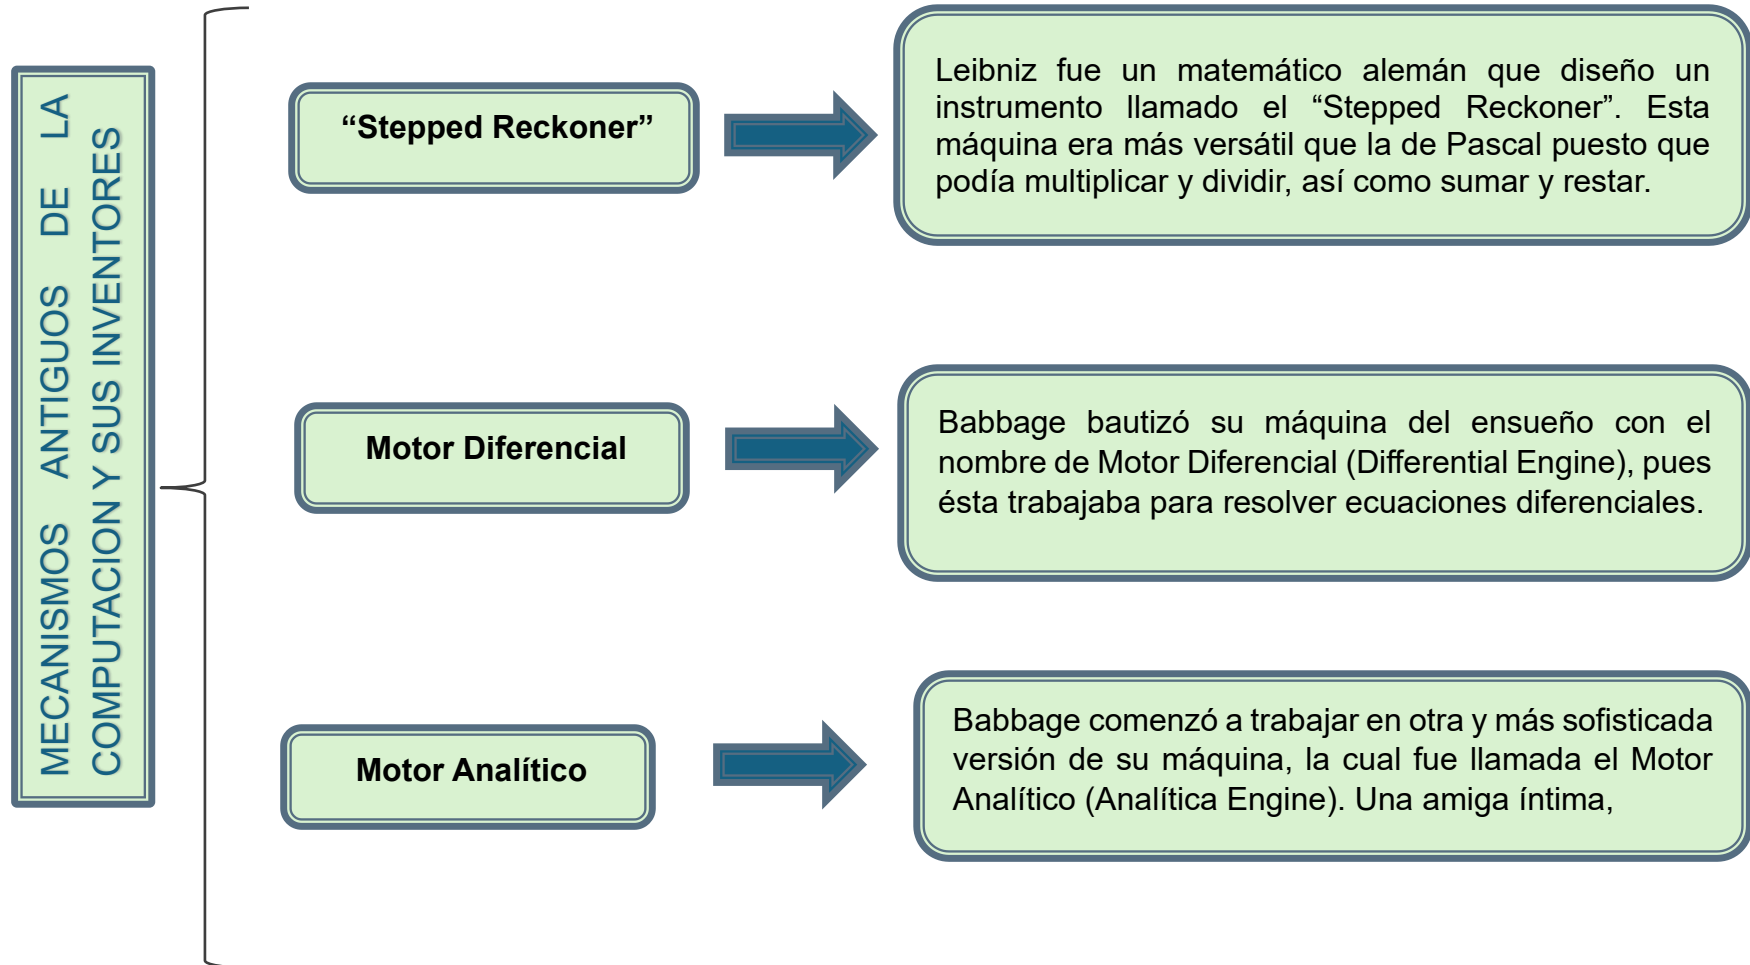 MECANISMOS ANTIGUOS DE LA
COMPUTACION Y SUS INVENTORES
“Stepped Reckoner”
Leibniz fue un matemático alemán que diseño un
instrumento llamado el “Stepped Reckoner”. Esta
máquina era más versátil que la de Pascal puesto que
podía multiplicar y dividir, así como sumar y restar.
Motor Diferencial
Babbage bautizó su máquina del ensueño con el
nombre de Motor Diferencial (Differential Engine), pues
ésta trabajaba para resolver ecuaciones diferenciales.
Motor Analítico
Babbage comenzó a trabajar en otra y más sofisticada
versión de su máquina, la cual fue llamada el Motor
Analítico (Analítica Engine). Una amiga íntima,